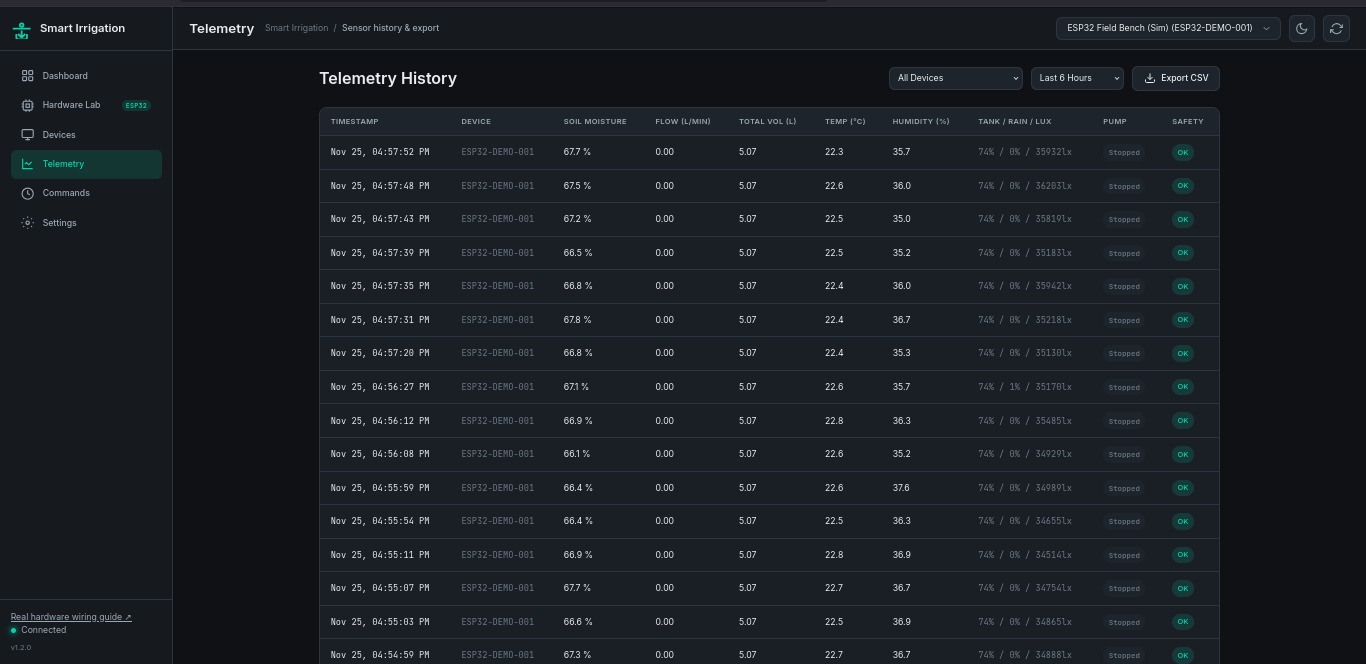 Smart Irrigation
Dashboard
Hardware Lab ESP32
Devices
Telemetry
Commands
Settings
Real hardware wiring guide ↗
Connected
v1.2.0
Telemetry Smart Irrigation / Sensor history & export ESP32 Field Bench (Sim) (ESP32-DEMO-001)
Telemetry History All Devices Last 6 Hours Export CSV
TIMESTAMP DEVICE SOIL MOISTURE FLOW (L/MIN) TOTAL VOL (L) TEMP (°C) HUMIDITY (%) TANK / RAIN / LUX PUMP SAFETY
Nov 25, 04:57:52 PM ESP32-DEMO-001 67.7 % 0.00 5.07 22.3 35.7 74% / 0% / 35932lx Stopped OK
Nov 25, 04:57:48 PM ESP32-DEMO-001 67.5 % 0.00 5.07 22.6 36.0 74% / 0% / 36203lx Stopped OK
Nov 25, 04:57:43 PM ESP32-DEMO-001 67.2 % 0.00 5.07 22.5 35.0 74% / 0% / 35819lx Stopped OK
Nov 25, 04:57:39 PM ESP32-DEMO-001 66.5 % 0.00 5.07 22.5 35.2 74% / 0% / 35183lx Stopped OK
Nov 25, 04:57:35 PM ESP32-DEMO-001 66.8 % 0.00 5.07 22.4 36.0 74% / 0% / 35942lx Stopped OK
Nov 25, 04:57:31 PM ESP32-DEMO-001 67.8 % 0.00 5.07 22.4 36.7 74% / 0% / 35218lx Stopped OK
Nov 25, 04:57:20 PM ESP32-DEMO-001 66.8 % 0.00 5.07 22.4 35.3 74% / 0% / 35130lx Stopped OK
Nov 25, 04:56:27 PM ESP32-DEMO-001 67.1 % 0.00 5.07 22.6 35.7 74% / 1% / 35170lx Stopped OK
Nov 25, 04:56:12 PM ESP32-DEMO-001 66.9 % 0.00 5.07 22.8 36.3 74% / 0% / 35485lx Stopped OK
Nov 25, 04:56:08 PM ESP32-DEMO-001 66.1 % 0.00 5.07 22.6 35.2 74% / 0% / 34929lx Stopped OK
Nov 25, 04:55:59 PM ESP32-DEMO-001 66.4 % 0.00 5.07 22.6 37.6 74% / 0% / 34989lx Stopped OK
Nov 25, 04:55:54 PM ESP32-DEMO-001 66.4 % 0.00 5.07 22.5 36.3 74% / 0% / 34655lx Stopped OK
Nov 25, 04:55:11 PM ESP32-DEMO-001 66.9 % 0.00 5.07 22.8 36.9 74% / 0% / 34514lx Stopped OK
Nov 25, 04:55:07 PM ESP32-DEMO-001 67.7 % 0.00 5.07 22.7 36.7 74% / 0% / 34754lx Stopped OK
Nov 25, 04:55:03 PM ESP32-DEMO-001 66.6 % 0.00 5.07 22.5 36.9 74% / 0% / 34865lx Stopped OK
Nov 25, 04:54:59 PM ESP32-DEMO-001 67.3 % 0.00 5.07 22.7 36.7 74% / 0% / 34888lx Stopped OK